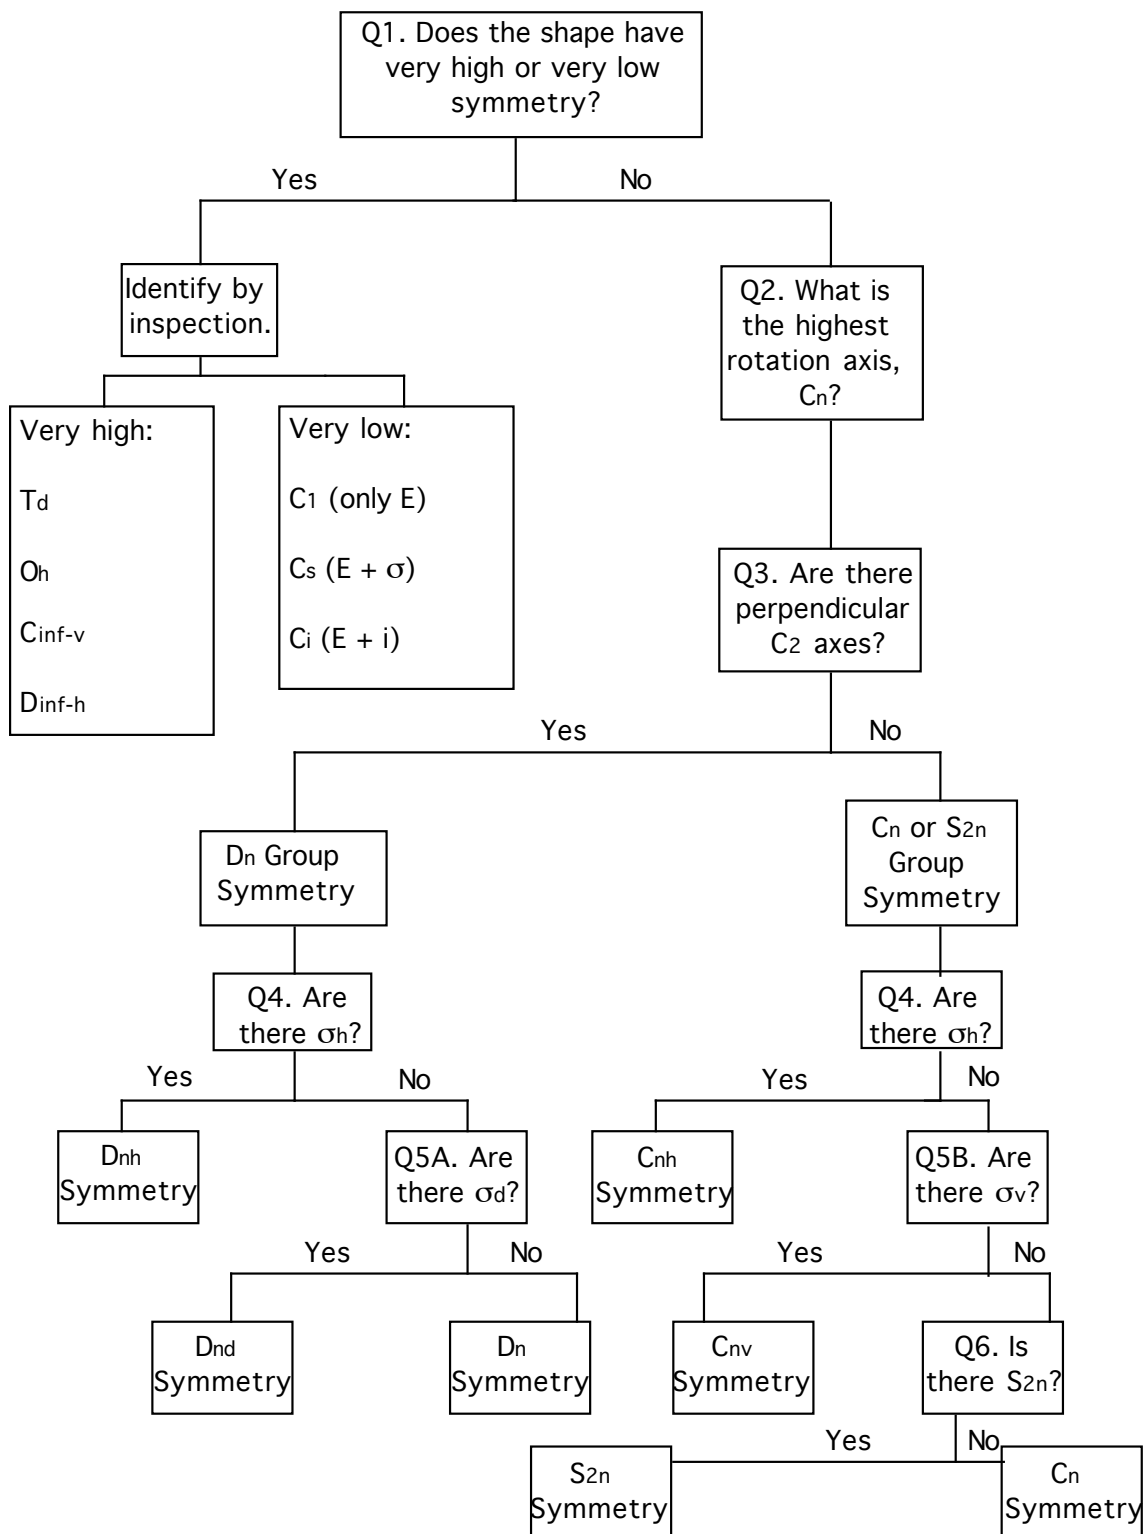 Q1. Does the shape have
very high or very low
symmetry?
Yes
No
Identify by
inspection.
Q2. What is
the highest
rotation axis,
Cn?
Very high:
Td
Oh
Cinf-v
Dinf-h
Very low:
C1 (only E)
Cs (E + σ)
Ci (E + i)
Q3. Are there
perpendicular
C2 axes?
Yes
No
Dn Group
Symmetry
Cn or S2n
Group
Symmetry
Q4. Are
there σh?
Q4. Are
there σh?
Yes
No
Yes
No
Dnh
Symmetry
Q5A. Are
there σd?
Cnh
Symmetry
Q5B. Are
there σv?
Yes
No
Yes
No
Dnd
Symmetry
Dn
Symmetry
Cnv
Symmetry
Q6. Is
there S2n?
Yes
No
S2n
Symmetry
Cn
Symmetry